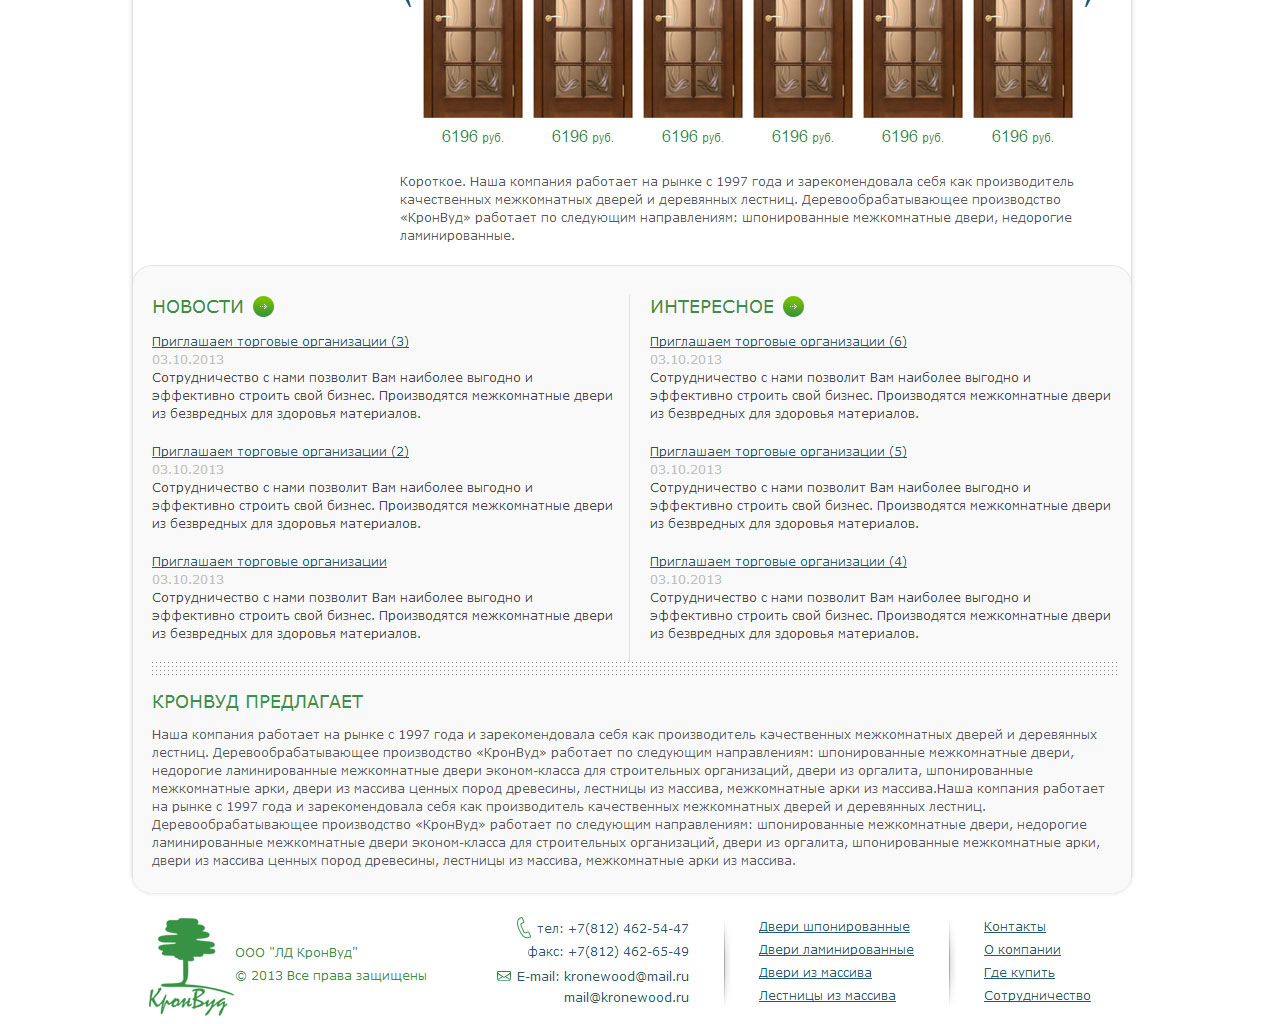 6196 руб. 6196 руб. 6196 руб. 6196 руб. 6196 руб. 6196 руб.
Короткое. Наша компания работает на рынке с 1997 года и зарекомендовала себя как производитель
качественных межкомнатных дверей и деревянных лестниц. Деревообрабатывающее производство
«КронВуд» работает по следующим направлениям: шпонированные межкомнатные двери, недорогие
ламинированные.
НОВОСТИ
Приглашаем торговые организации (3)
03.10.2013
Сотрудничество с нами позволит Вам наиболее выгодно и
эффективно строить свой бизнес. Производятся межкомнатные двери
из безвредных для здоровья материалов.
Приглашаем торговые организации (2)
03.10.2013
Сотрудничество с нами позволит Вам наиболее выгодно и
эффективно строить свой бизнес. Производятся межкомнатные двери
из безвредных для здоровья материалов.
Приглашаем торговые организации
03.10.2013
Сотрудничество с нами позволит Вам наиболее выгодно и
эффективно строить свой бизнес. Производятся межкомнатные двери
из безвредных для здоровья материалов.
ИНТЕРЕСНОЕ
Приглашаем торговые организации (6)
03.10.2013
Сотрудничество с нами позволит Вам наиболее выгодно и
эффективно строить свой бизнес. Производятся межкомнатные двери
из безвредных для здоровья материалов.
Приглашаем торговые организации (5)
03.10.2013
Сотрудничество с нами позволит Вам наиболее выгодно и
эффективно строить свой бизнес. Производятся межкомнатные двери
из безвредных для здоровья материалов.
Приглашаем торговые организации (4)
03.10.2013
Сотрудничество с нами позволит Вам наиболее выгодно и
эффективно строить свой бизнес. Производятся межкомнатные двери
из безвредных для здоровья материалов.
КРОНВУД ПРЕДЛАГАЕТ
Наша компания работает на рынке с 1997 года и зарекомендовала себя как производитель качественных межкомнатных дверей и деревянных
лестниц. Деревообрабатывающее производство «КронВуд» работает по следующим направлениям: шпонированные межкомнатные двери,
недорогие ламинированные межкомнатные двери эконом-класса для строительных организаций, двери из оргалита, шпонированные
межкомнатные арки, двери из массива ценных пород древесины, лестницы из массива, межкомнатные арки из массива.Наша компания работает
на рынке с 1997 года и зарекомендовала себя как производитель качественных межкомнатных дверей и деревянных лестниц.
Деревообрабатывающее производство «КронВуд» работает по следующим направлениям: шпонированные межкомнатные двери, недорогие
ламинированные межкомнатные двери эконом-класса для строительных организаций, двери из оргалита, шпонированные межкомнатные арки,
двери из массива ценных пород древесины, лестницы из массива, межкомнатные арки из массива.
КронВуд
ООО "ЛД КронВуд"
© 2013 Все права защищены
тел: +7(812) 462-54-47
факс: +7(812) 462-65-49
E-mail: kronewood@mail.ru
mail@kronewood.ru
Двери шпонированные
Двери ламинированные
Двери из массива
Лестницы из массива
Контакты
О компании
Где купить
Сотрудничество